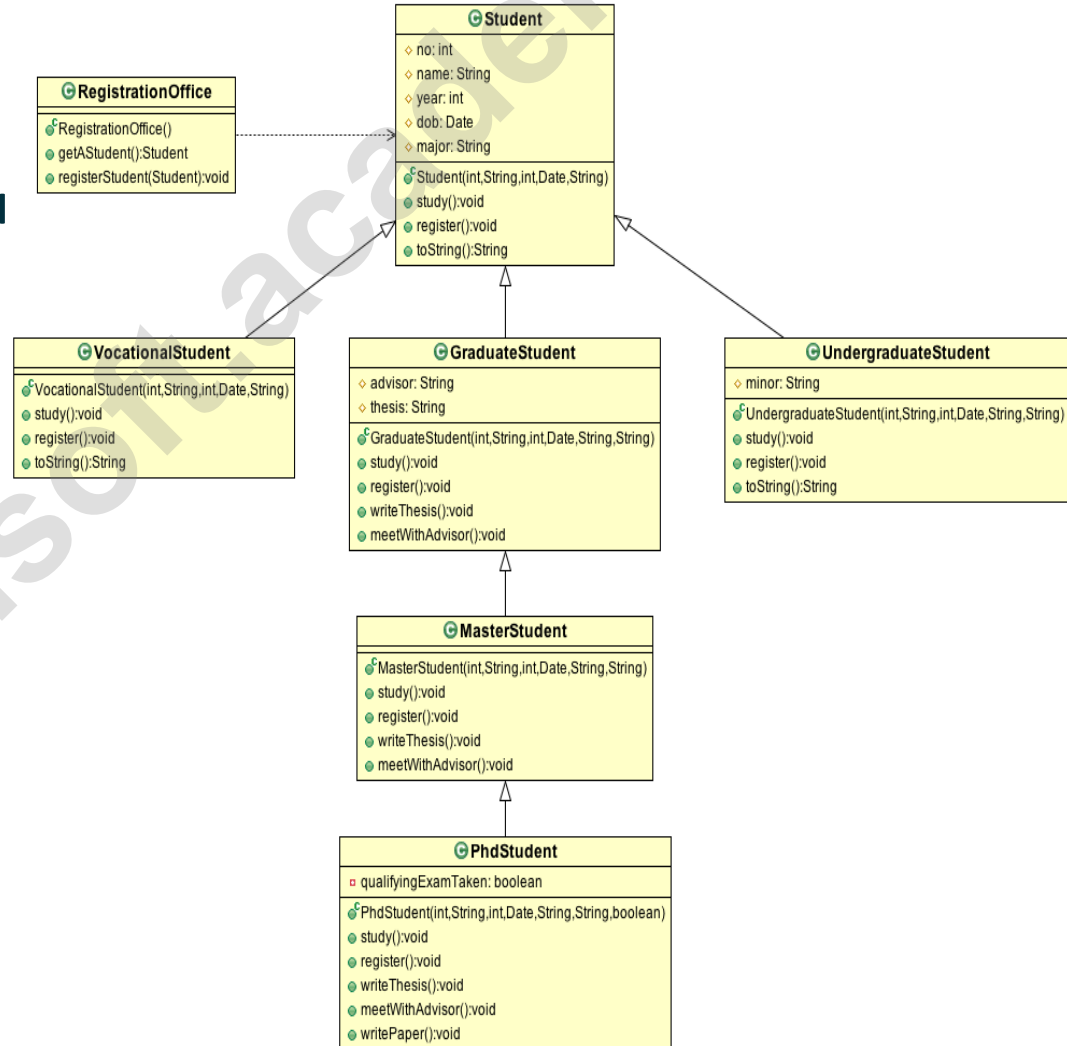 Student
no: int
name: String
year: int
dob: Date
major: String
Student(int,String,int,Date,String)
study():void
register():void
toString():String
RegistrationOffice
RegistrationOffice()
getAStudent():Student
registerStudent(Student):void
VocationalStudent
VocationalStudent(int,String,int,Date,String)
study():void
register():void
toString():String
GraduateStudent
advisor: String
thesis: String
GraduateStudent(int,String,int,Date,String,String)
study():void
register():void
writeThesis():void
meetWithAdvisor():void
UndergraduateStudent
minor: String
UndergraduateStudent(int,String,int,Date,String,String)
study():void
register():void
toString():String
MasterStudent
MasterStudent(int,String,int,Date,String,String)
study():void
register():void
writeThesis():void
meetWithAdvisor():void
PhdStudent
qualifyingExamTaken: boolean
PhdStudent(int,String,int,Date,String,String,boolean)
study():void
register():void
writeThesis():void
meetWithAdvisor():void
writePaper():void
soft.academ